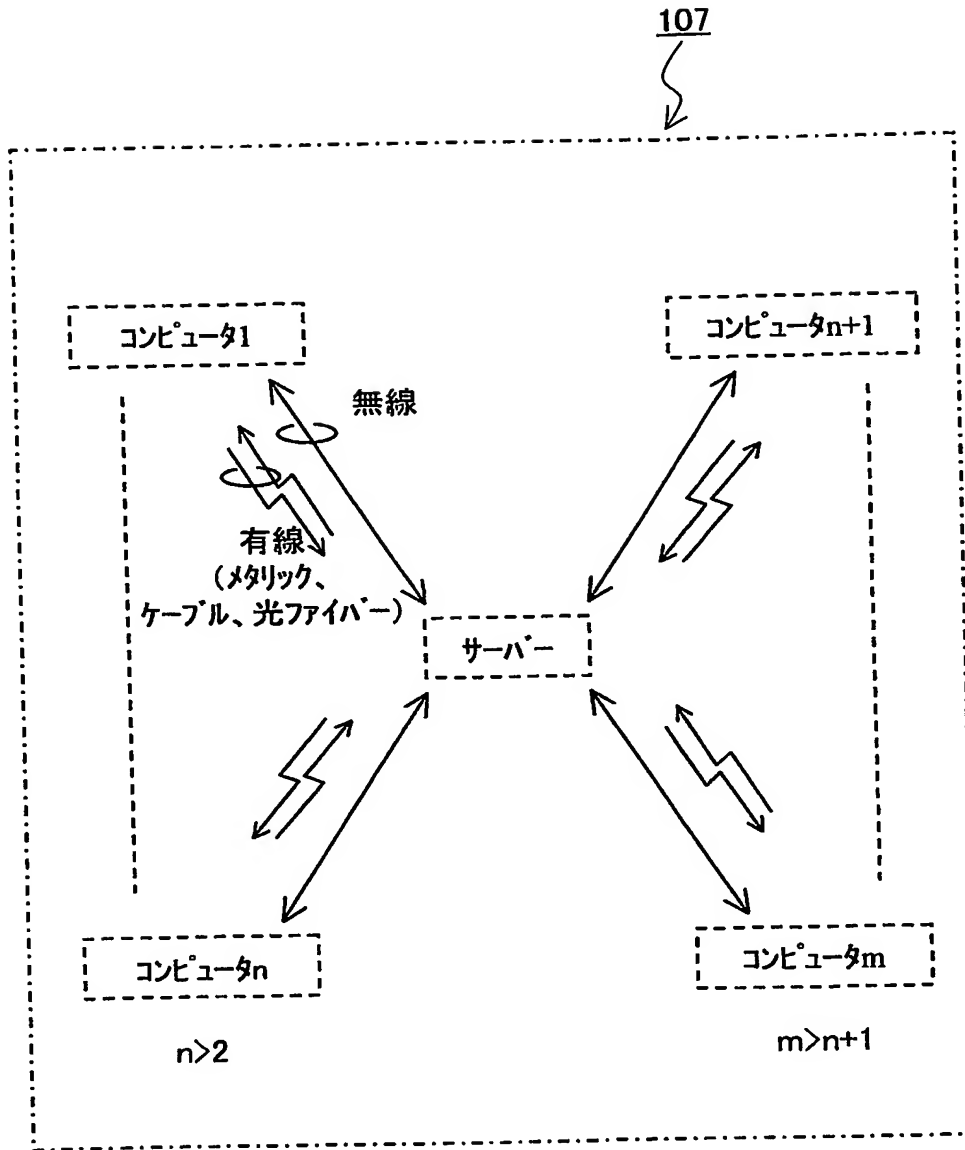 107
コンピュータ1
コンピュータn+1
無線
有線
(メタリック、
ケーブル、光ファイバー)
サーバー
コンピュータn
コンピュータm
n>2
m>n+1